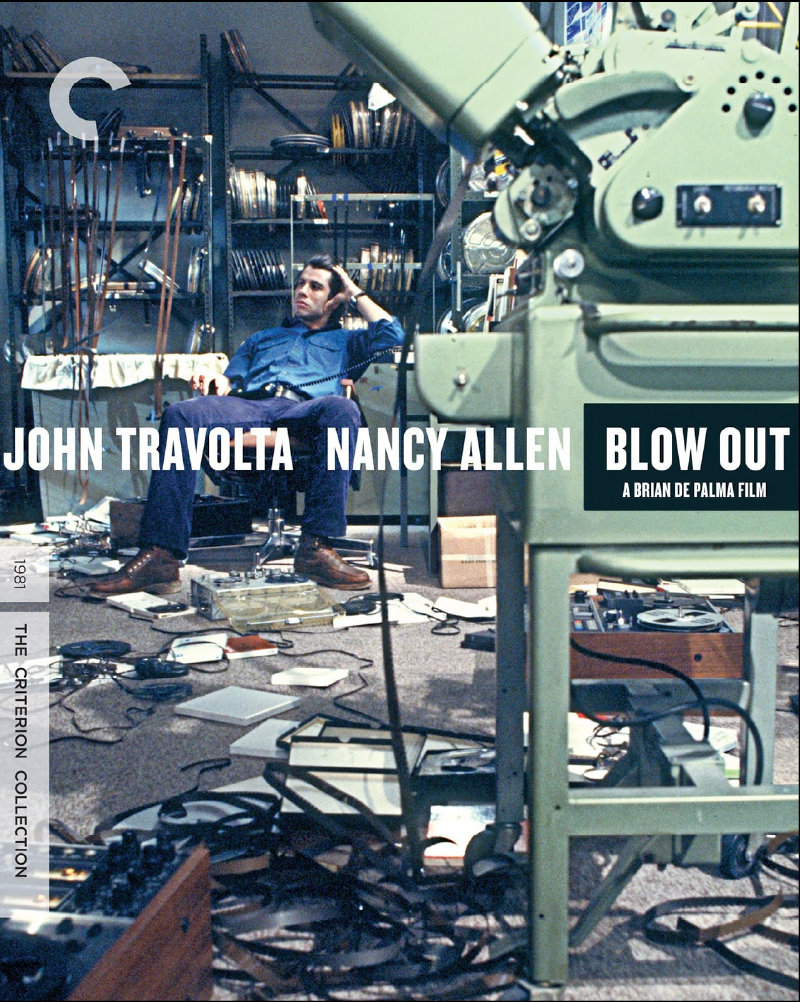 JOHN TRAVOLTA NANCY ALLEN BLOW OUT
A BRIAN DE PALMA FILM
1981
THE CRITERION COLLECTION